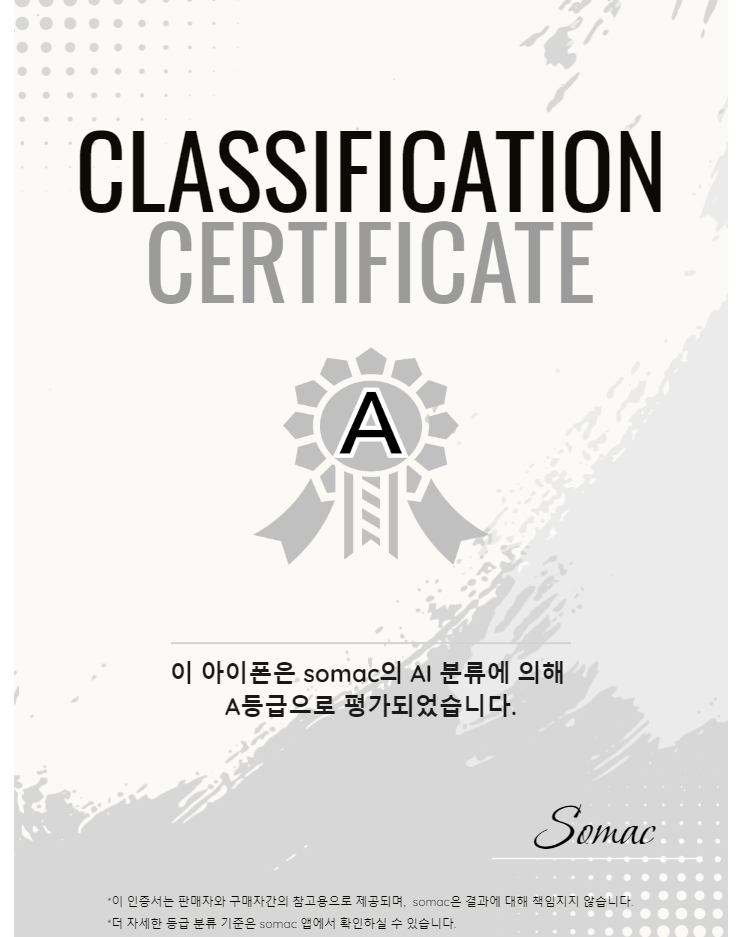 CLASSIFICATION
CERTIFICATE
A
이 아이폰은 somac의 AI 분류에 의해
A등급으로 평가되었습니다.
Somac
*이 인증서는 판매자와 구매자간의 참고용으로 제공되며, somac은 결과에 대해 책임지지 않습니다.
*더 자세한 등급 분류 기준은 somac 앱에서 확인하실 수 있습니다.